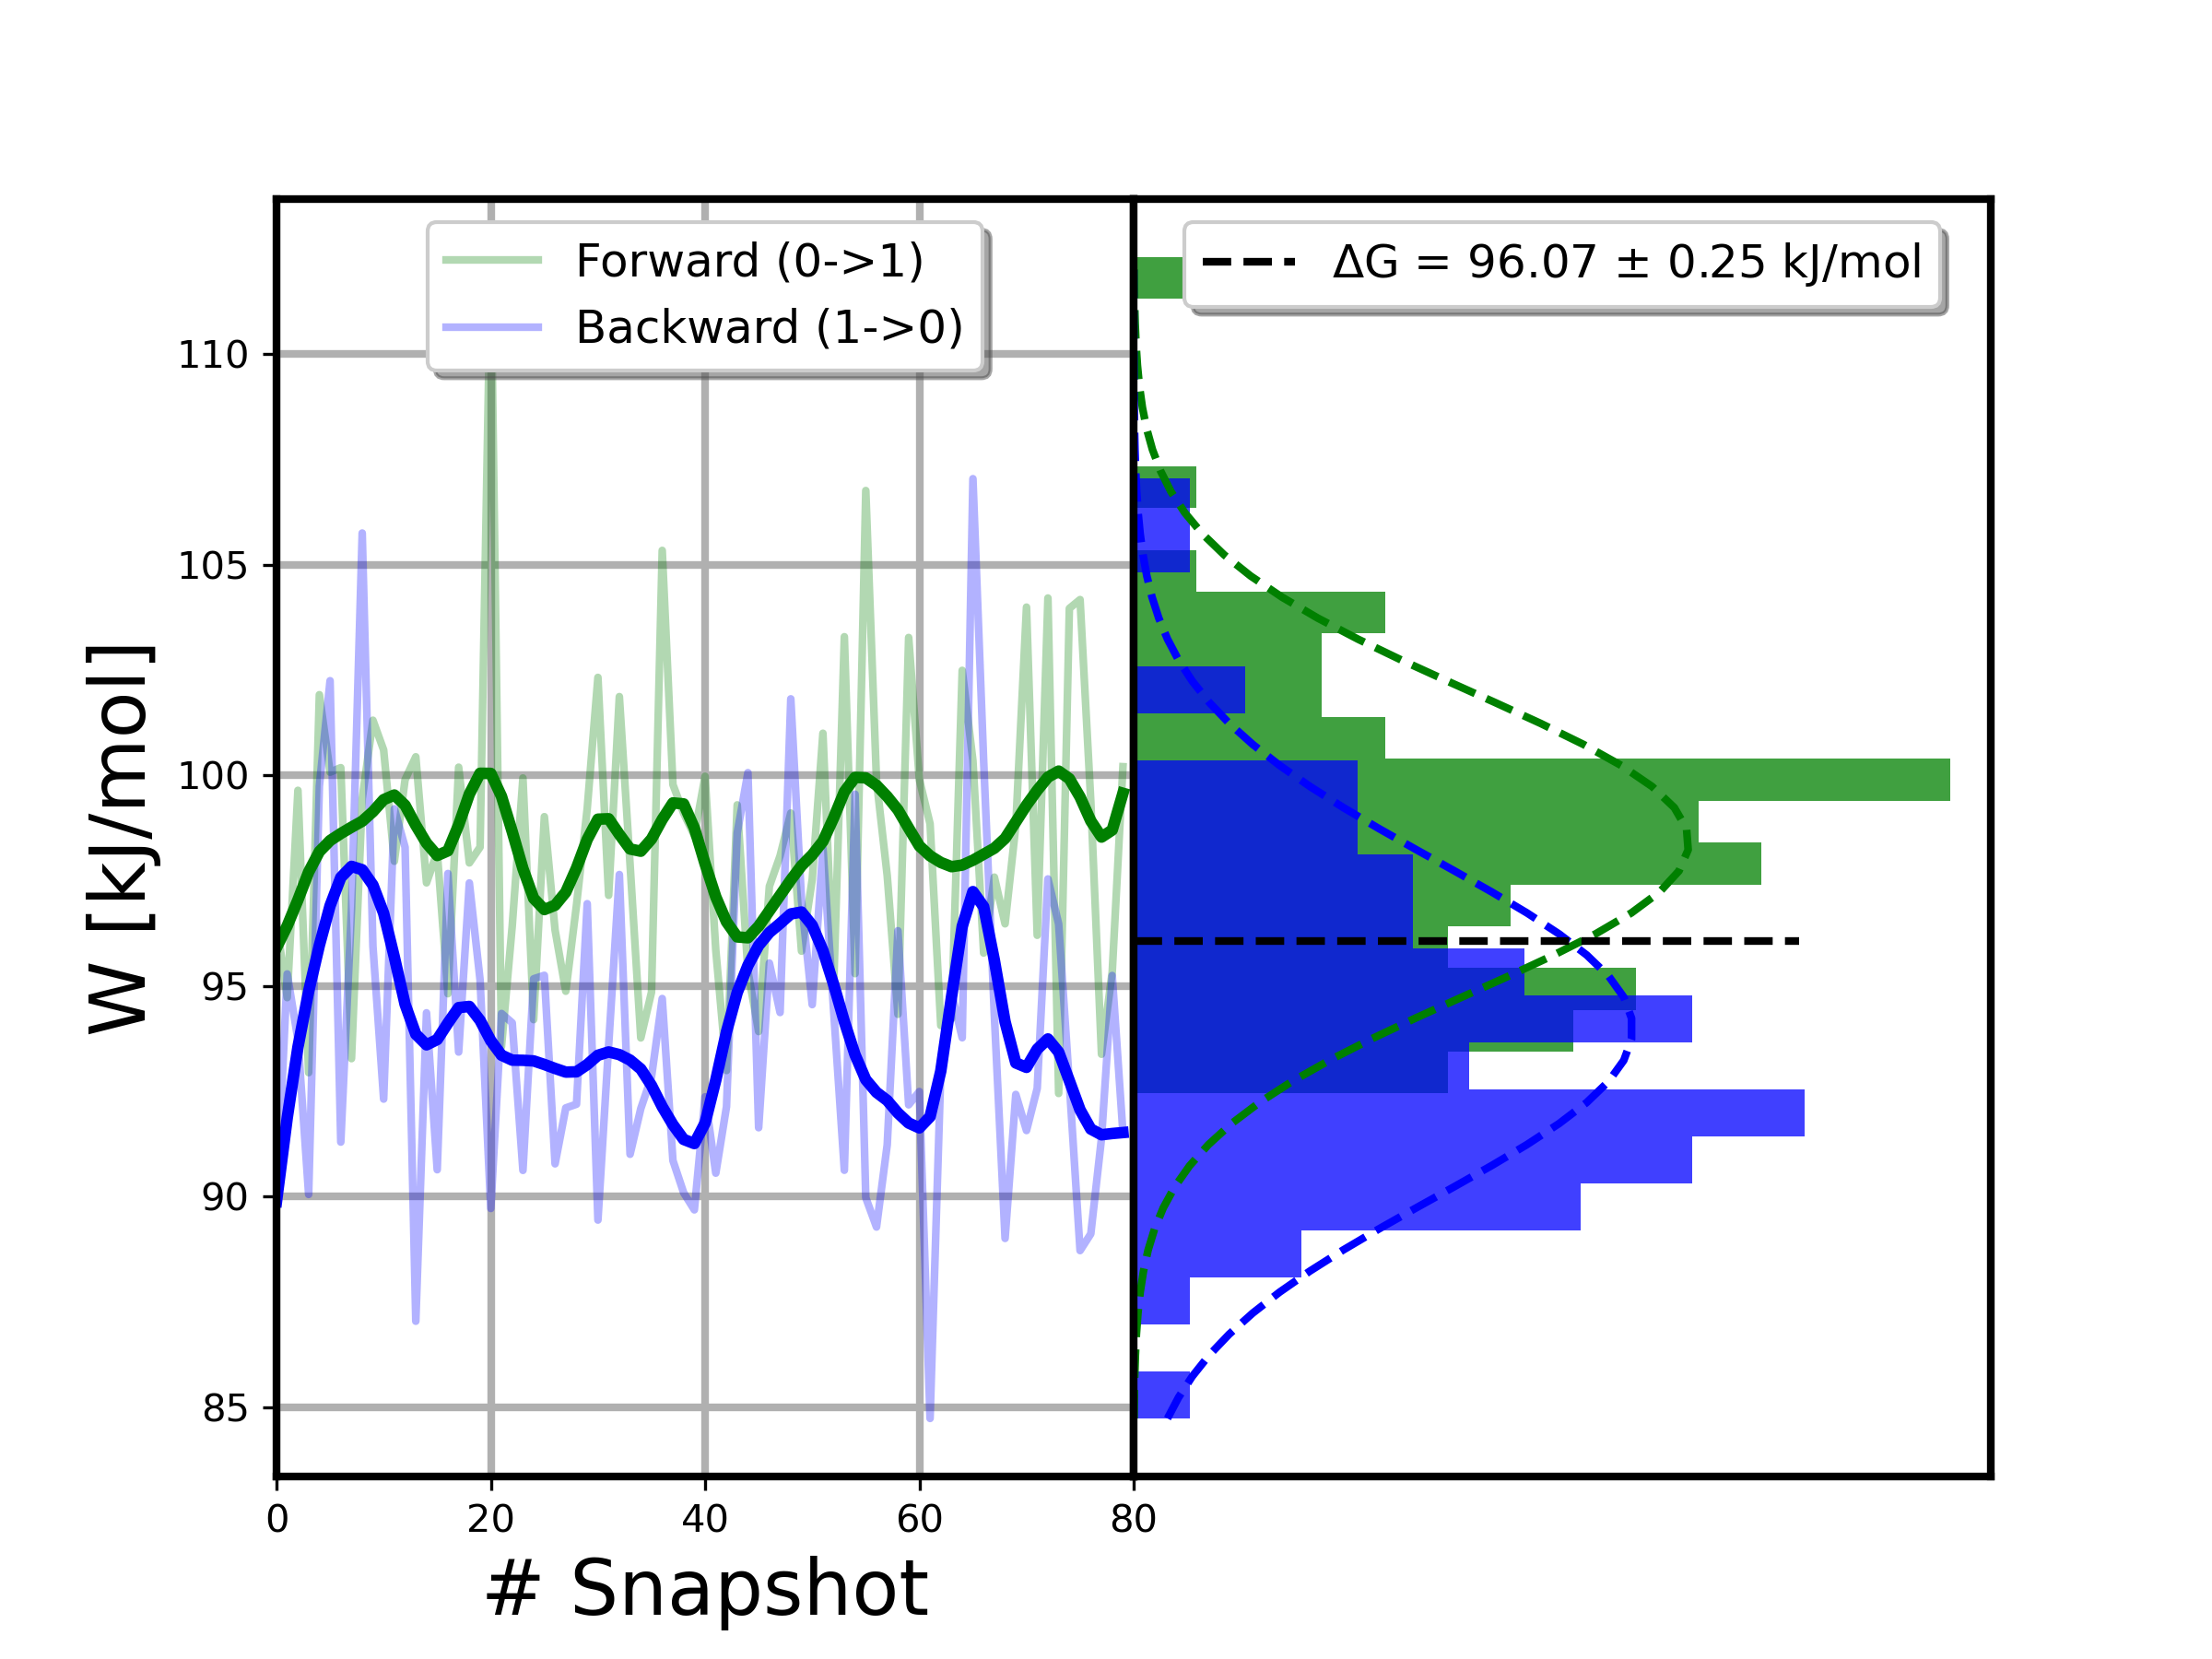 Forward (0->1)
Backward (1->0)
ΔG = 96.07 ± 0.25 kJ/mol
W [kJ/mol]
110
105
100
95
90
85
0 20 40 60 80
# Snapshot